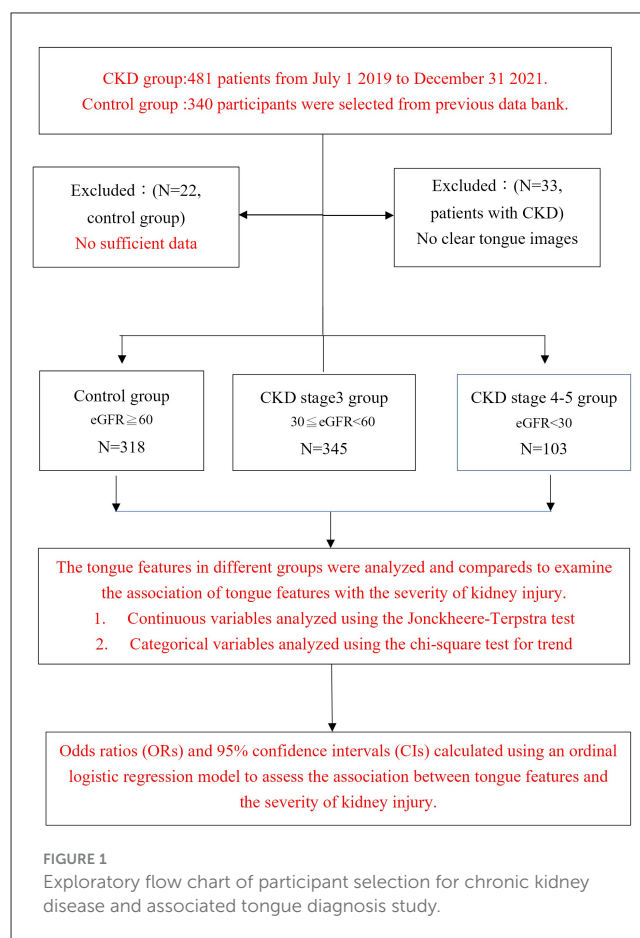 CKD group:481 patients from July 1 2019 to December 31 2021.
Control group :340 participants were selected from previous data bank.
Excluded：(N=22,
control group)
No sufficient data
Excluded：(N=33,
patients with CKD)
No clear tongue images
Control group
eGFR≧60
N=318
CKD stage3 group
30≦eGFR<60
N=345
CKD stage 4-5 group
eGFR<30
N=103
The tongue features in different groups were analyzed and compareds to examine
the association of tongue features with the severity of kidney injury.
1. Continuous variables analyzed using the Jonckheere-Terpstra test
2. Categorical variables analyzed using the chi-square test for trend
Odds ratios (ORs) and 95% confidence intervals (CIs) calculated using an ordinal
logistic regression model to assess the association between tongue features and
the severity of kidney injury.
FIGURE 1
Exploratory flow chart of participant selection for chronic kidney
disease and associated tongue diagnosis study.